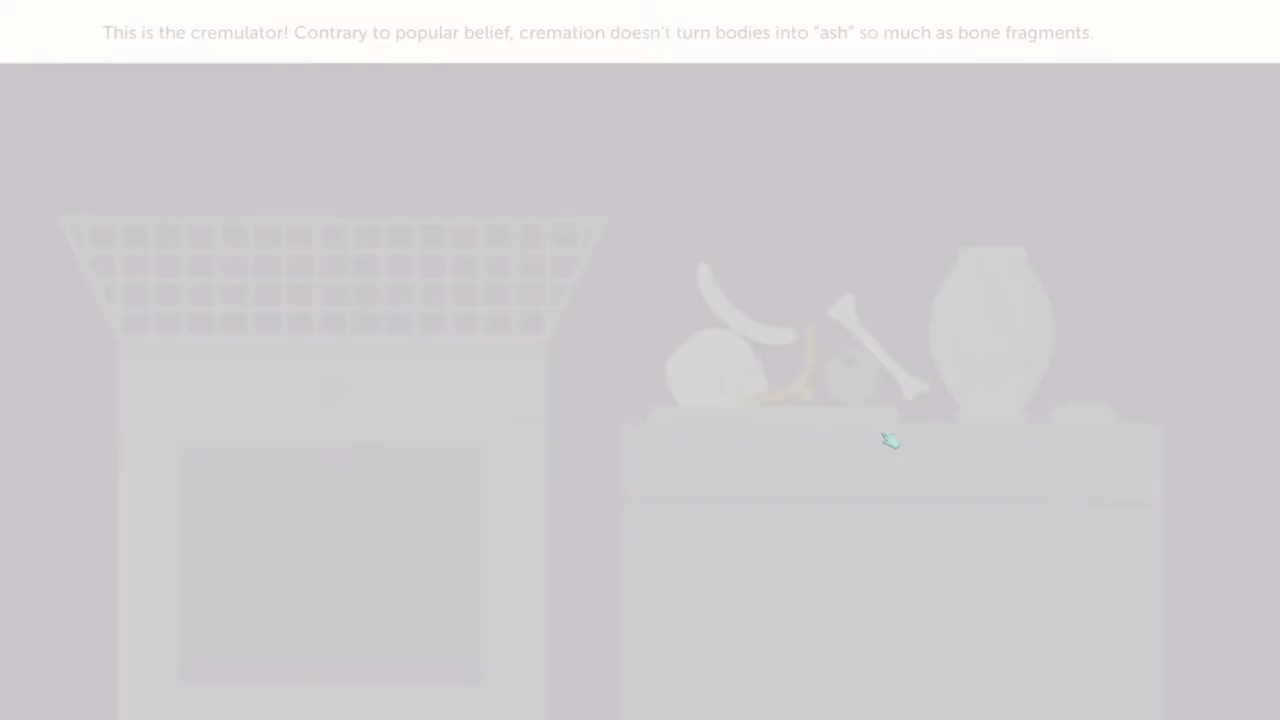 This is the cremulator! Contrary to popular belief, cremation doesn't turn bodies into "ash" so much as bone fragments.